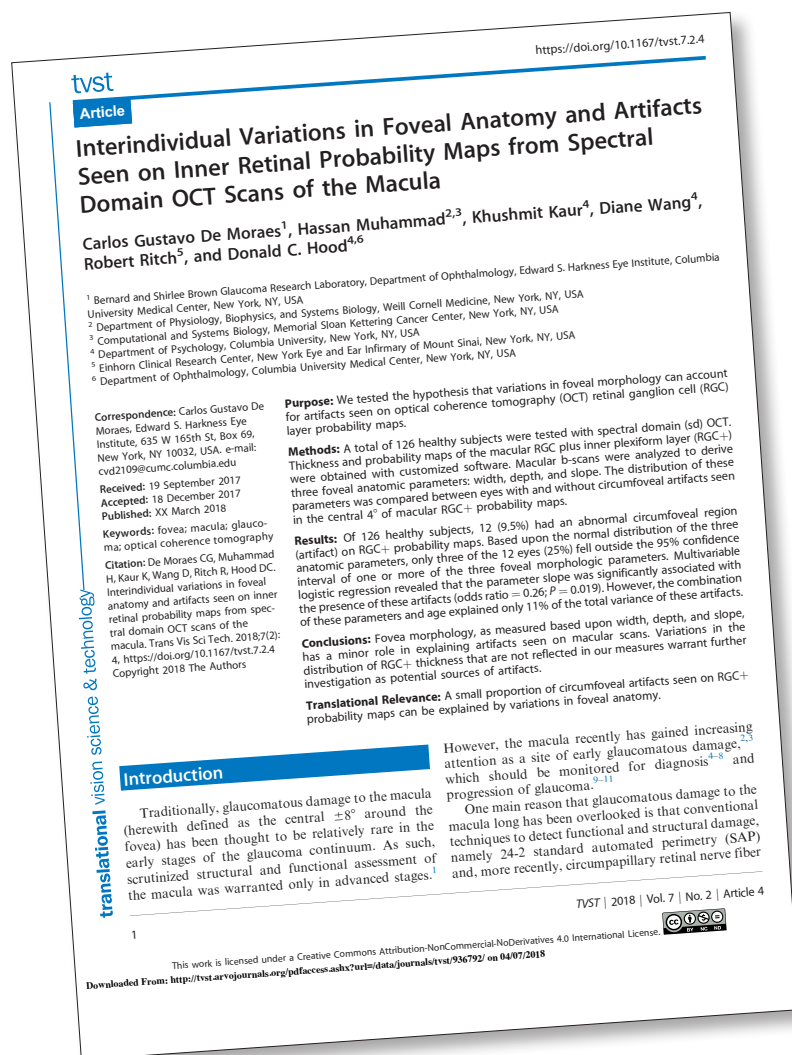 https://doi.org/10.1167/tvst.7.2.4
tvst
Article
Interindividual Variations in Foveal Anatomy and Artifacts
Seen on Inner Retinal Probability Maps from Spectral
Domain OCT Scans of the Macula
Carlos Gustavo De Moraes1, Hassan Muhammad2,3, Khushmit Kaur4, Diane Wang4,
Robert Ritch5, and Donald C. Hood4,6
1 Bernard and Shirlee Brown Glaucoma Research Laboratory, Department of Ophthalmology, Edward S. Harkness Eye Institute, Columbia
University Medical Center, New York, NY, USA
2 Department of Physiology, Biophysics, and Systems Biology, Weill Cornell Medicine, New York, NY, USA
3 Computational and Systems Biology, Memorial Sloan Kettering Cancer Center, New York, NY, USA
4 Department of Psychology, Columbia University, New York, NY, USA
5 Einhorn Clinical Research Center, New York Eye and Ear Infirmary of Mount Sinai, New York, NY, USA
6 Department of Ophthalmology, Columbia University Medical Center, New York, NY, USA
Correspondence: Carlos Gustavo De
Moraes, Edward S. Harkness Eye
Institute, 635 W 165th St, Box 69,
New York, NY 10032, USA. e-mail:
cvd2109@cumc.columbia.edu
Received: 19 September 2017
Accepted: 18 December 2017
Published: XX March 2018
Keywords: fovea; macula; glauco-
ma; optical coherence tomography
Citation: De Moraes CG, Muhammad
H, Kaur K, Wang D, Ritch R, Hood DC.
Interindividual variations in foveal
anatomy and artifacts seen on inner
retinal probability maps from spec-
tral domain OCT scans of the
macula. Trans Vis Sci Tech. 2018;7(2):
4, https://doi.org/10.1167/tvst.7.2.4
Copyright 2018 The Authors
Purpose: We tested the hypothesis that variations in foveal morphology can account
for artifacts seen on optical coherence tomography (OCT) retinal ganglion cell (RGC)
layer probability maps.
Methods: A total of 126 healthy subjects were tested with spectral domain (sd) OCT.
Thickness and probability maps of the macular RGC plus inner plexiform layer (RGC+)
were obtained with customized software. Macular b-scans were analyzed to derive
three foveal anatomic parameters: width, depth, and slope. The distribution of these
parameters was compared between eyes with and without circumfoveal artifacts seen
in the central 4° of macular RGC+ probability maps.
Results: Of 126 healthy subjects, 12 (9.5%) had an abnormal circumfoveal region
(artifact) on RGC+ probability maps. Based upon the normal distribution of the three
anatomic parameters, only three of the 12 eyes (25%) fell outside the 95% confidence
interval of one or more of the three foveal morphologic parameters. Multivariable
logistic regression revealed that the parameter slope was significantly associated with
the presence of these artifacts (odds ratio = 0.26; P = 0.019). However, the combination
of these parameters and age explained only 11% of the total variance of these artifacts.
Conclusions: Fovea morphology, as measured based upon width, depth, and slope,
has a minor role in explaining artifacts seen on macular scans. Variations in the
distribution of RGC+ thickness that are not reflected in our measures warrant further
investigation as potential sources of artifacts.
Translational Relevance: A small proportion of circumfoveal artifacts seen on RGC+
probability maps can be explained by variations in foveal anatomy.
translational vision science & technology
Introduction
Traditionally, glaucomatous damage to the macula
(herewith defined as the central ±8° around the
fovea) has been thought to be relatively rare in the
early stages of the glaucoma continuum. As such,
scrutinized structural and functional assessment of
the macula was warranted only in advanced stages.1
However, the macula recently has gained increasing
attention as a site of early glaucomatous damage,2,3
which should be monitored for diagnosis4–8 and
progression of glaucoma.9–11
One main reason that glaucomatous damage to the
macula long has been overlooked is that conventional
techniques to detect functional and structural damage,
namely 24-2 standard automated perimetry (SAP)
and, more recently, circumpapillary retinal nerve fiber
1
TVST | 2018 | Vol. 7 | No. 2 | Article 4
This work is licensed under a Creative Commons Attribution-NonCommercial-NoDerivatives 4.0 International License.
cc BY NC ND
Downloaded From: http://tvst.arvojournals.org/pdfaccess.ashx?url=/data/journals/tvst/936792/ on 04/07/2018